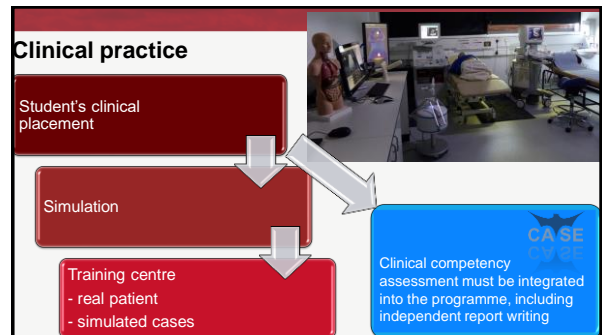 Clinical practice
Student's clinical
placement
Simulation
Training centre
- real patient
- simulated cases
CASE
Clinical competency
assessment must be integrated
into the programme, including
independent report writing